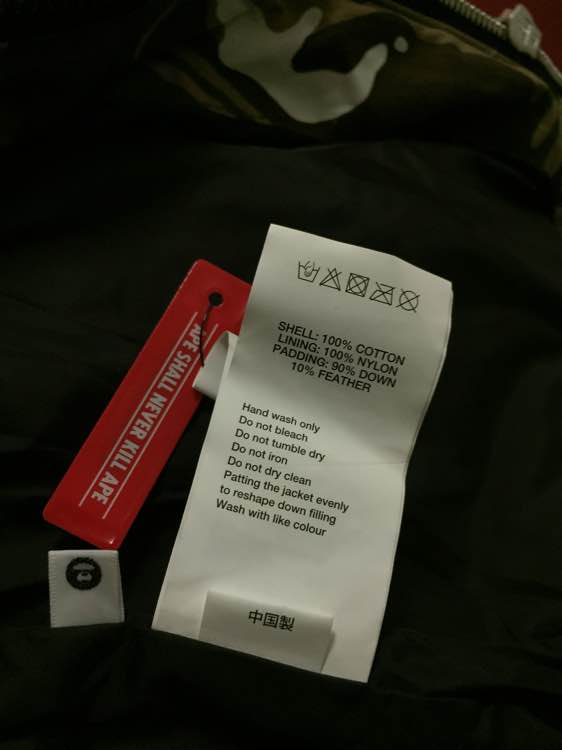 SHELL: 100% COTTON
LINING: 100% NYLON
PADDING: 90% DOWN
10% FEATHER
Hand wash only
Do not bleach
Do not tumble dry
Do not iron
Do not dry clean
Patting the jacket evenly
to reshape down filling
Wash with like colour
中国製
APE SHALL NEVER KILL APE